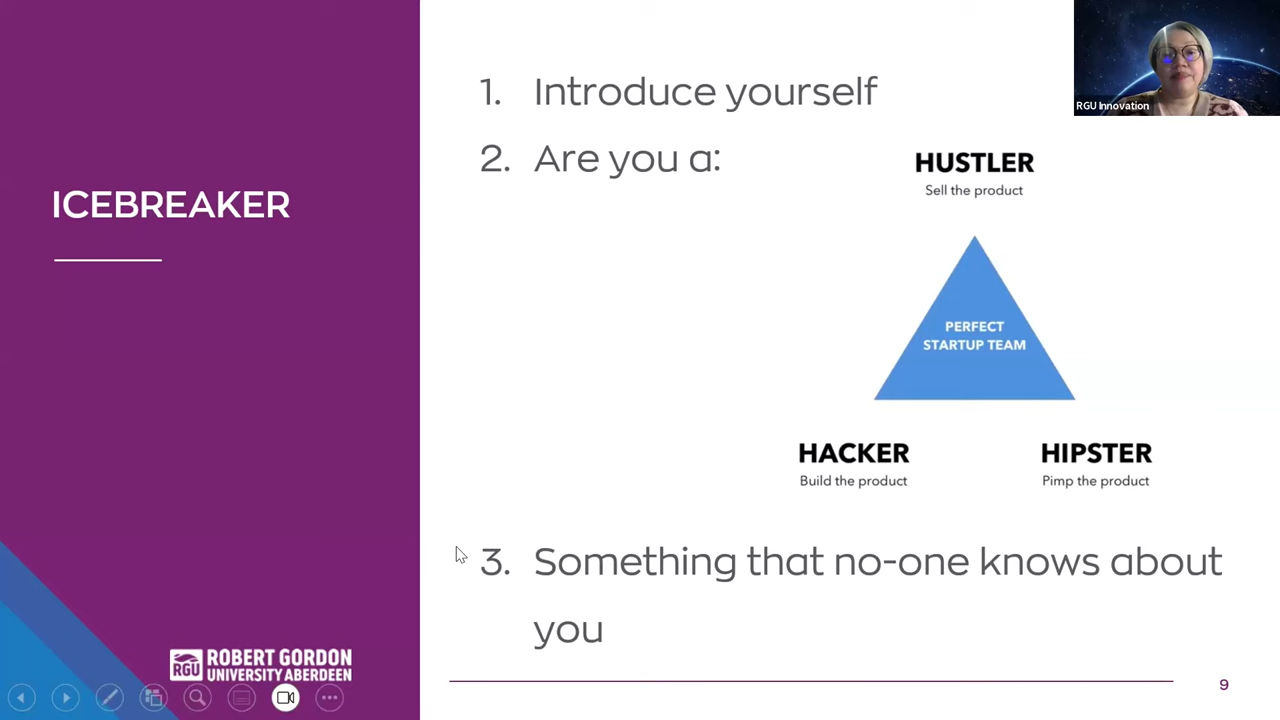 ICEBREAKER
1. Introduce yourself
2. Are you a:
HUSTLER
Sell the product
PERFECT
STARTUP TEAM
HACKER
Build the product
HIPSTER
Pimp the product
3. Something that no-one knows about
you
RGU Innovation
RGU
ROBERT GORDON
UNIVERSITY ABERDEEN
9